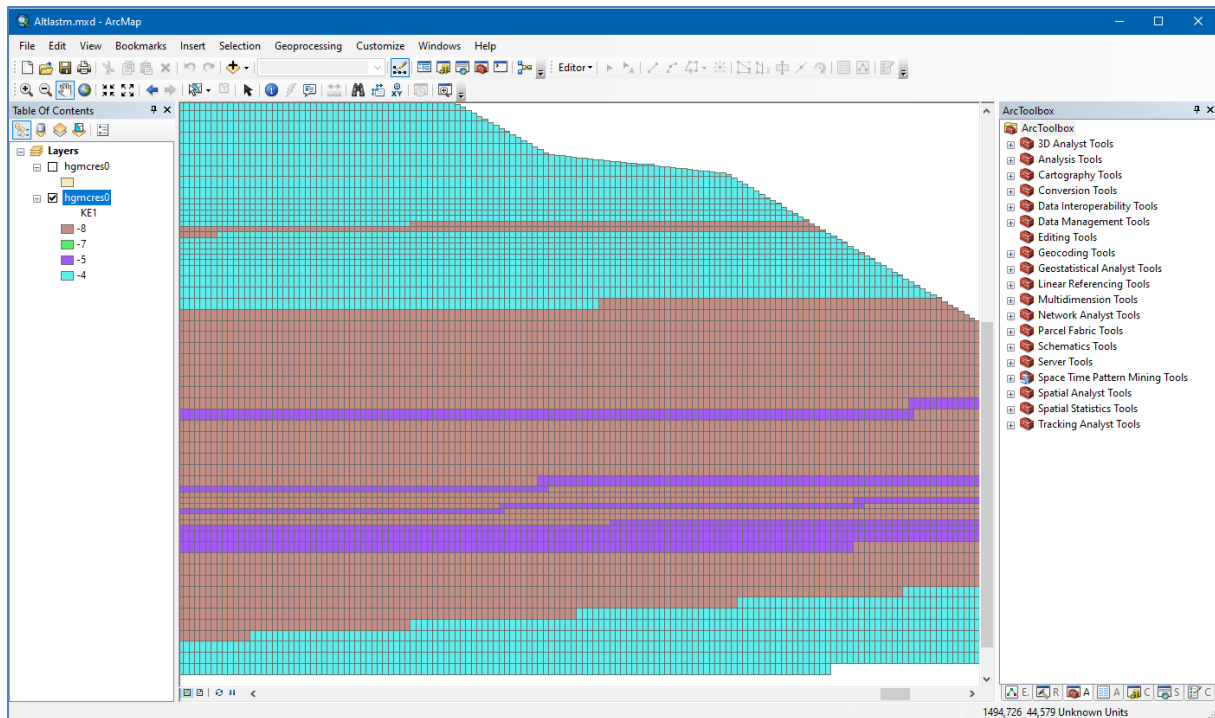 Altlastm.mxd - ArcMap
File Edit View Bookmarks Insert Selection Geoprocessing Customize Windows Help
Editor
Table Of Contents
Layers
hgmcres0
hgmcres0
KE1
-8
-7
-5
-4
ArcToolbox
ArcToolbox
3D Analyst Tools
Analysis Tools
Cartography Tools
Conversion Tools
Data Interoperability Tools
Data Management Tools
Editing Tools
Geocoding Tools
Geostatistical Analyst Tools
Linear Referencing Tools
Multidimension Tools
Network Analyst Tools
Parcel Fabric Tools
Schematics Tools
Server Tools
Space Time Pattern Mining Tools
Spatial Analyst Tools
Spatial Statistics Tools
Tracking Analyst Tools
E. R A A C S C
1494,726 44,579 Unknown Units